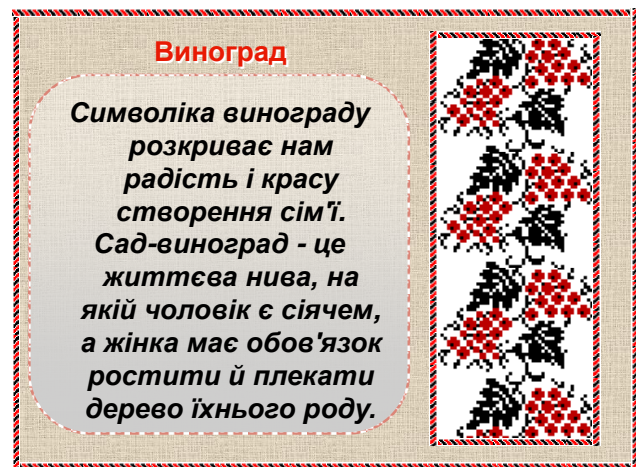 Виноград
Символіка винограду
розкриває нам
радість і красу
створення сім'ї.
Сад-виноград - це
життєва нива, на
якій чоловік є сіячем,
а жінка має обов'язок
ростити й плекати
дерево їхнього роду.